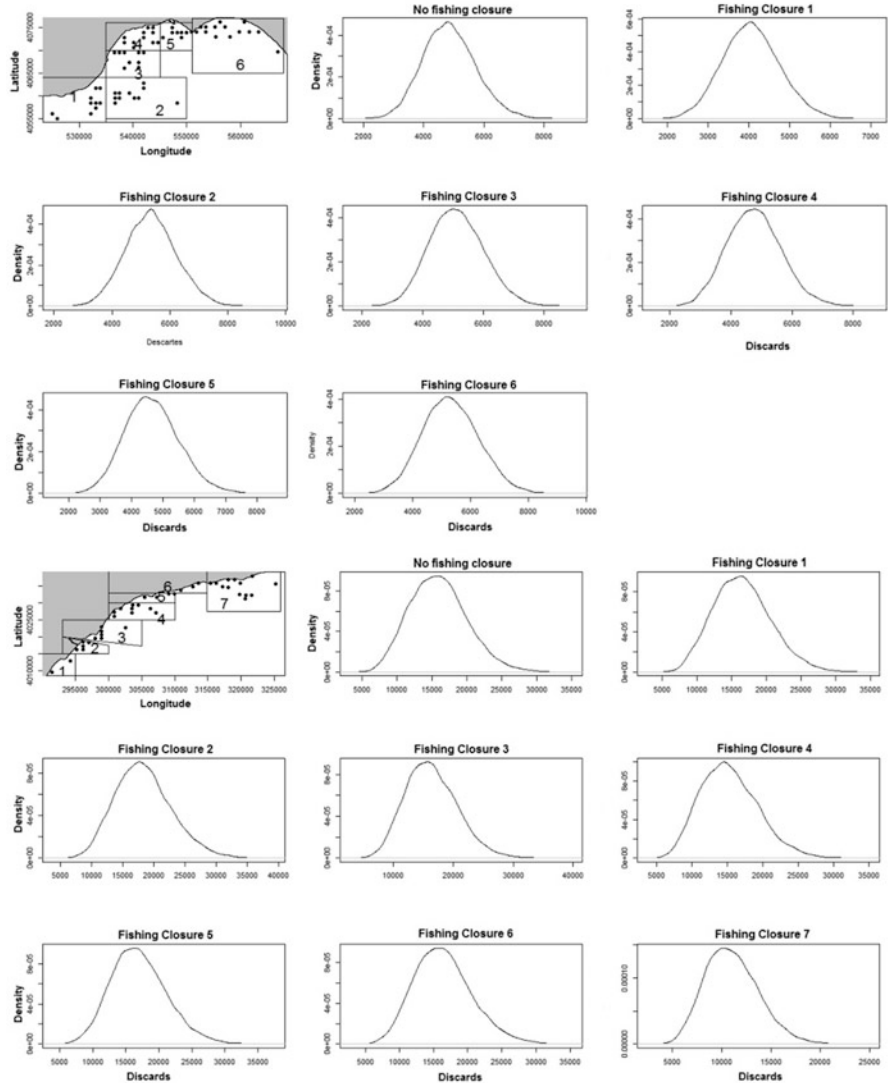 No fishing closure
Fishing Closure 1
Latitude
4055000 4065000 4075000
4
5
3
6
2
530000 540000 550000 560000
Longitude
Density
0e+00 2e-04 4e-04
2000 4000 6000 8000
0e+00 2e-04 4e-04 6e-04
2000 3000 4000 5000 6000 7000
Fishing Closure 2
Fishing Closure 3
Fishing Closure 4
Density
0e+00 2e-04 4e-04
2000 4000 6000 8000 10000
Descartes
0e+00 2e-04 4e-04
2000 4000 6000 8000
0e+00 2e-04 4e-04
2000 4000 6000 8000
Discards
Fishing Closure 5
Fishing Closure 6
Density
0e+00 2e-04 4e-04
2000 3000 4000 5000 6000 7000 8000
Discards
Density
0e+00 2e-04 4e-04
2000 4000 6000 8000 10000
Discards
No fishing closure
Fishing Closure 1
Latitude
4010000 4025000
6
5
7
4
3
2
1
295000 300000 305000 310000 315000 320000 325000
Longitude
Density
0e+00 4e-05 8e-05
5000 10000 15000 20000 25000 30000 35000
0e+00 4e-05 8e-05
5000 10000 15000 20000 25000 30000 35000
Fishing Closure 2
Fishing Closure 3
Fishing Closure 4
Density
0e+00 4e-05 8e-05
5000 10000 15000 20000 25000 30000 35000 40000
0e+00 4e-05 8e-05
10000 20000 30000 40000
0e+00 4e-05 8e-05
5000 10000 15000 20000 25000 30000 35000
Fishing Closure 5
Fishing Closure 6
Fishing Closure 7
Density
0e+00 4e-05 8e-05
5000 10000 15000 20000 25000 30000 35000
Discards
0e+00 4e-05 8e-05
5000 10000 15000 20000 25000 30000 35000
Discards
0.00000 0.00010
5000 10000 15000 20000 25000
Discards